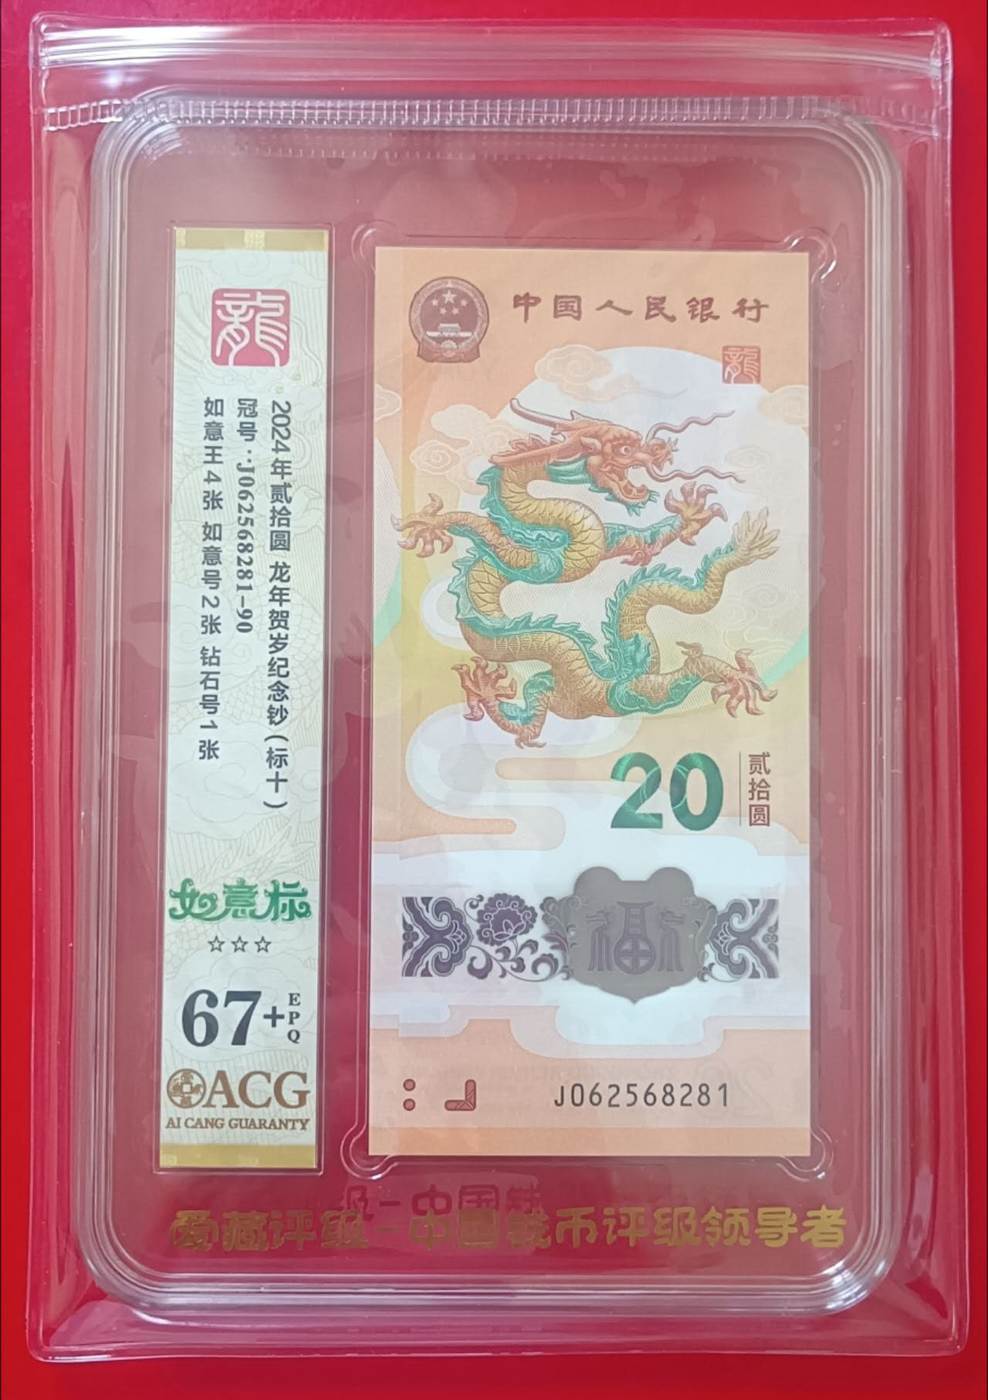 龍
2024年贰拾圆 龙年贺岁纪念钞(标十)
冠号:J062568281-90
如意王4张 如意号2张 钻石号1张
如意标
☆☆☆
67+EPQ
ACG
AI CANG GUARANTY
中国人民银行
龍
20
贰拾圆
福
J062568281
爱藏评级-中国钱币评级领导者